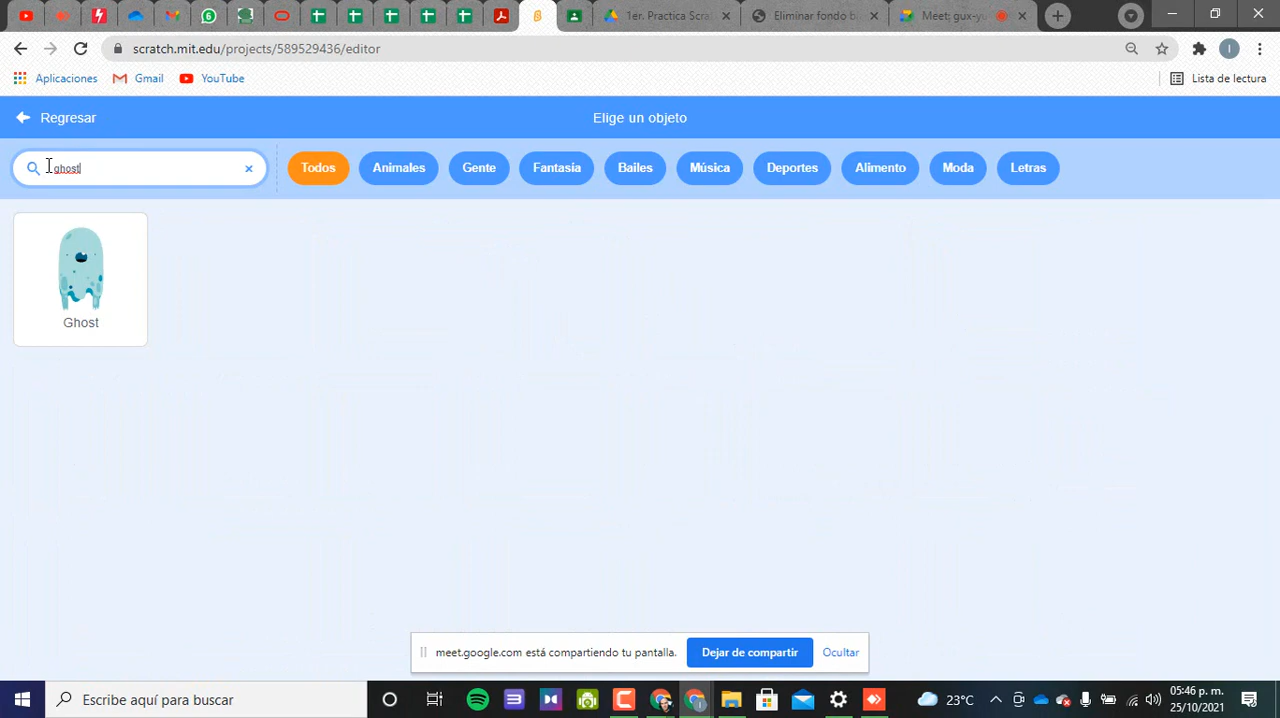 6
Ter. Practica Scra
Eliminar fondo b
Meet: gux-yu
scratch.mit.edu/projects/589529436/editor
I
Aplicaciones
Gmail
YouTube
Lista de lectura
Regresar
Elige un objeto
ghost
Todos
Animales
Gente
Fantasía
Bailes
Música
Deportes
Alimento
Moda
Letras
Ghost
meet.google.com está compartiendo tu pantalla.
Dejar de compartir
Ocultar
Escribe aquí para buscar
23°C
05:46 p. m.
25/10/2021